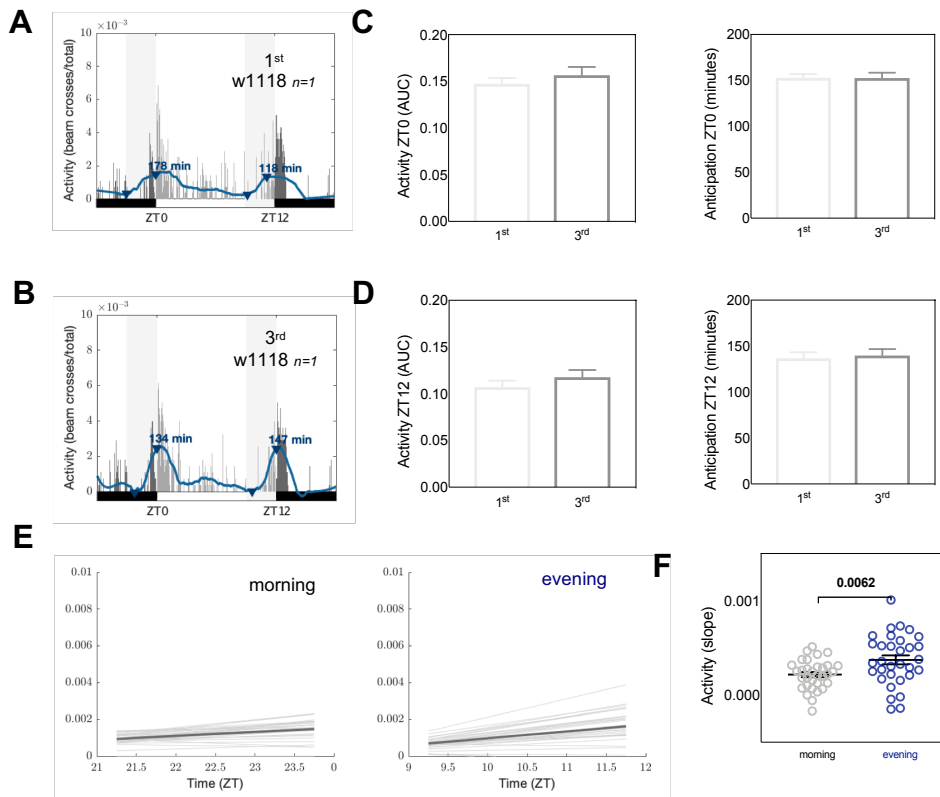 A
×10⁻³
10
8
6
4
2
0
Activity (beam crosses/total)
1st
w1118 n=1
178 min
118 min
ZT0
ZT12
B
×10⁻³
10
8
6
4
2
0
Activity (beam crosses/total)
3rd
w1118 n=1
134 min
147 min
ZT0
ZT12
C
0.20
0.15
0.10
0.05
0.00
Activity ZT0 (AUC)
1st
3rd
200
150
100
50
0
Anticipation ZT0 (minutes)
1st
3rd
D
0.20
0.15
0.10
0.05
0.00
Activity ZT12 (AUC)
1st
3rd
200
150
100
50
0
Anticipation ZT12 (minutes)
1st
3rd
E
morning
0.01
0.008
0.006
0.004
0.002
0
21
21.5
22
22.5
23
23.5
0
Time (ZT)
evening
0.01
0.008
0.006
0.004
0.002
0
9
9.5
10
10.5
11
11.5
12
Time (ZT)
F
0.0062
0.001
0.000
Activity (slope)
morning
evening